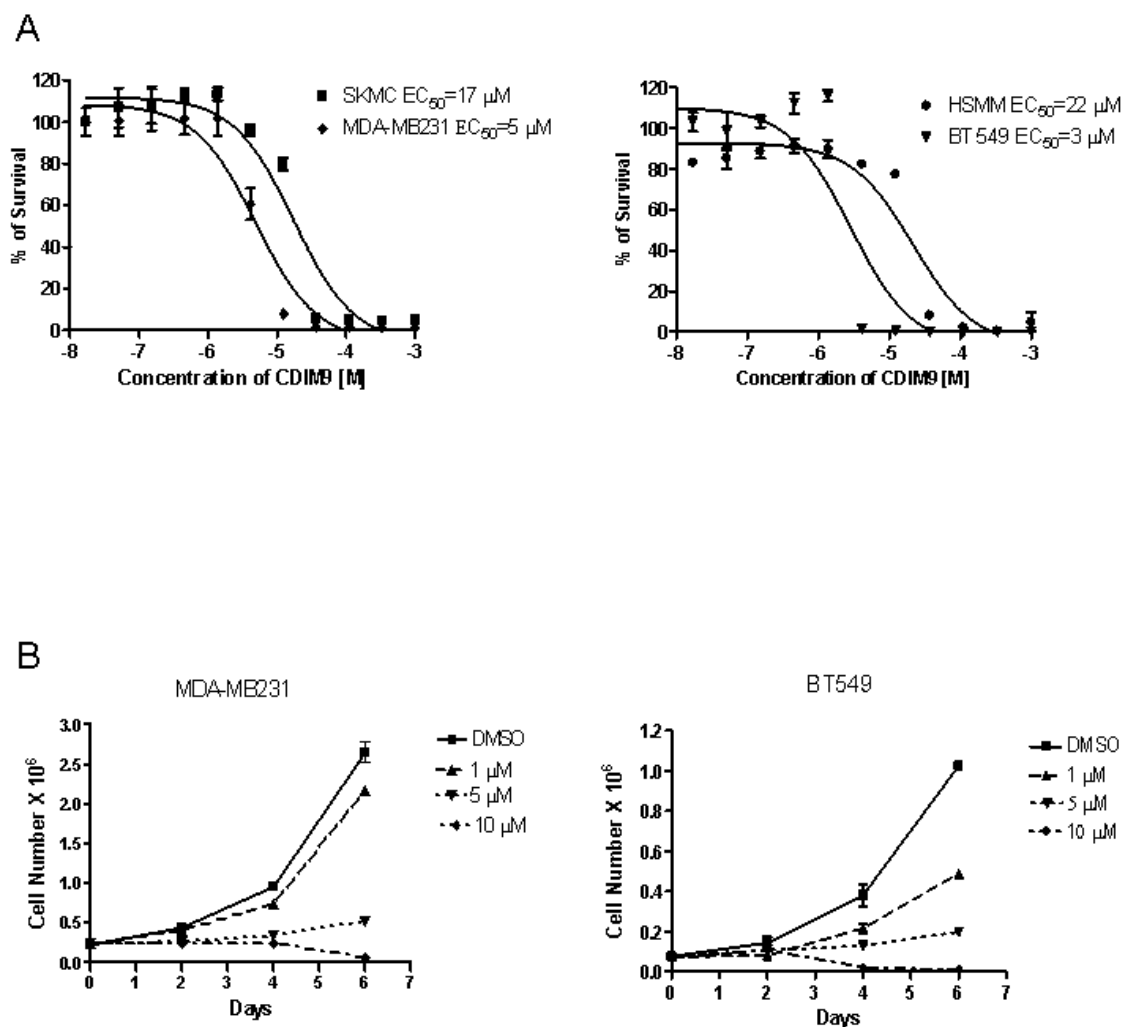 A
120
100
80
60
40
20
0
% of Survival
-8 -7 -6 -5 -4 -3
Concentration of CDIM9 [M]
SKMC EC50=17 µM
MDA-MB231 EC50=5 µM
120
100
80
60
40
20
0
% of Survival
-8 -7 -6 -5 -4 -3
Concentration of CDIM9 [M]
HSMM EC50=22 µM
BT 549 EC50=3 µM
B
MDA-MB231
3.0
2.5
2.0
1.5
1.0
0.5
0.0
Cell Number X 10⁶
0 1 2 3 4 5 6 7
Days
DMSO
1 µM
5 µM
10 µM
BT549
1.2
1.0
0.8
0.6
0.4
0.2
0.0
Cell Number X 10⁶
0 1 2 3 4 5 6 7
Days
DMSO
1 µM
5 µM
10 µM